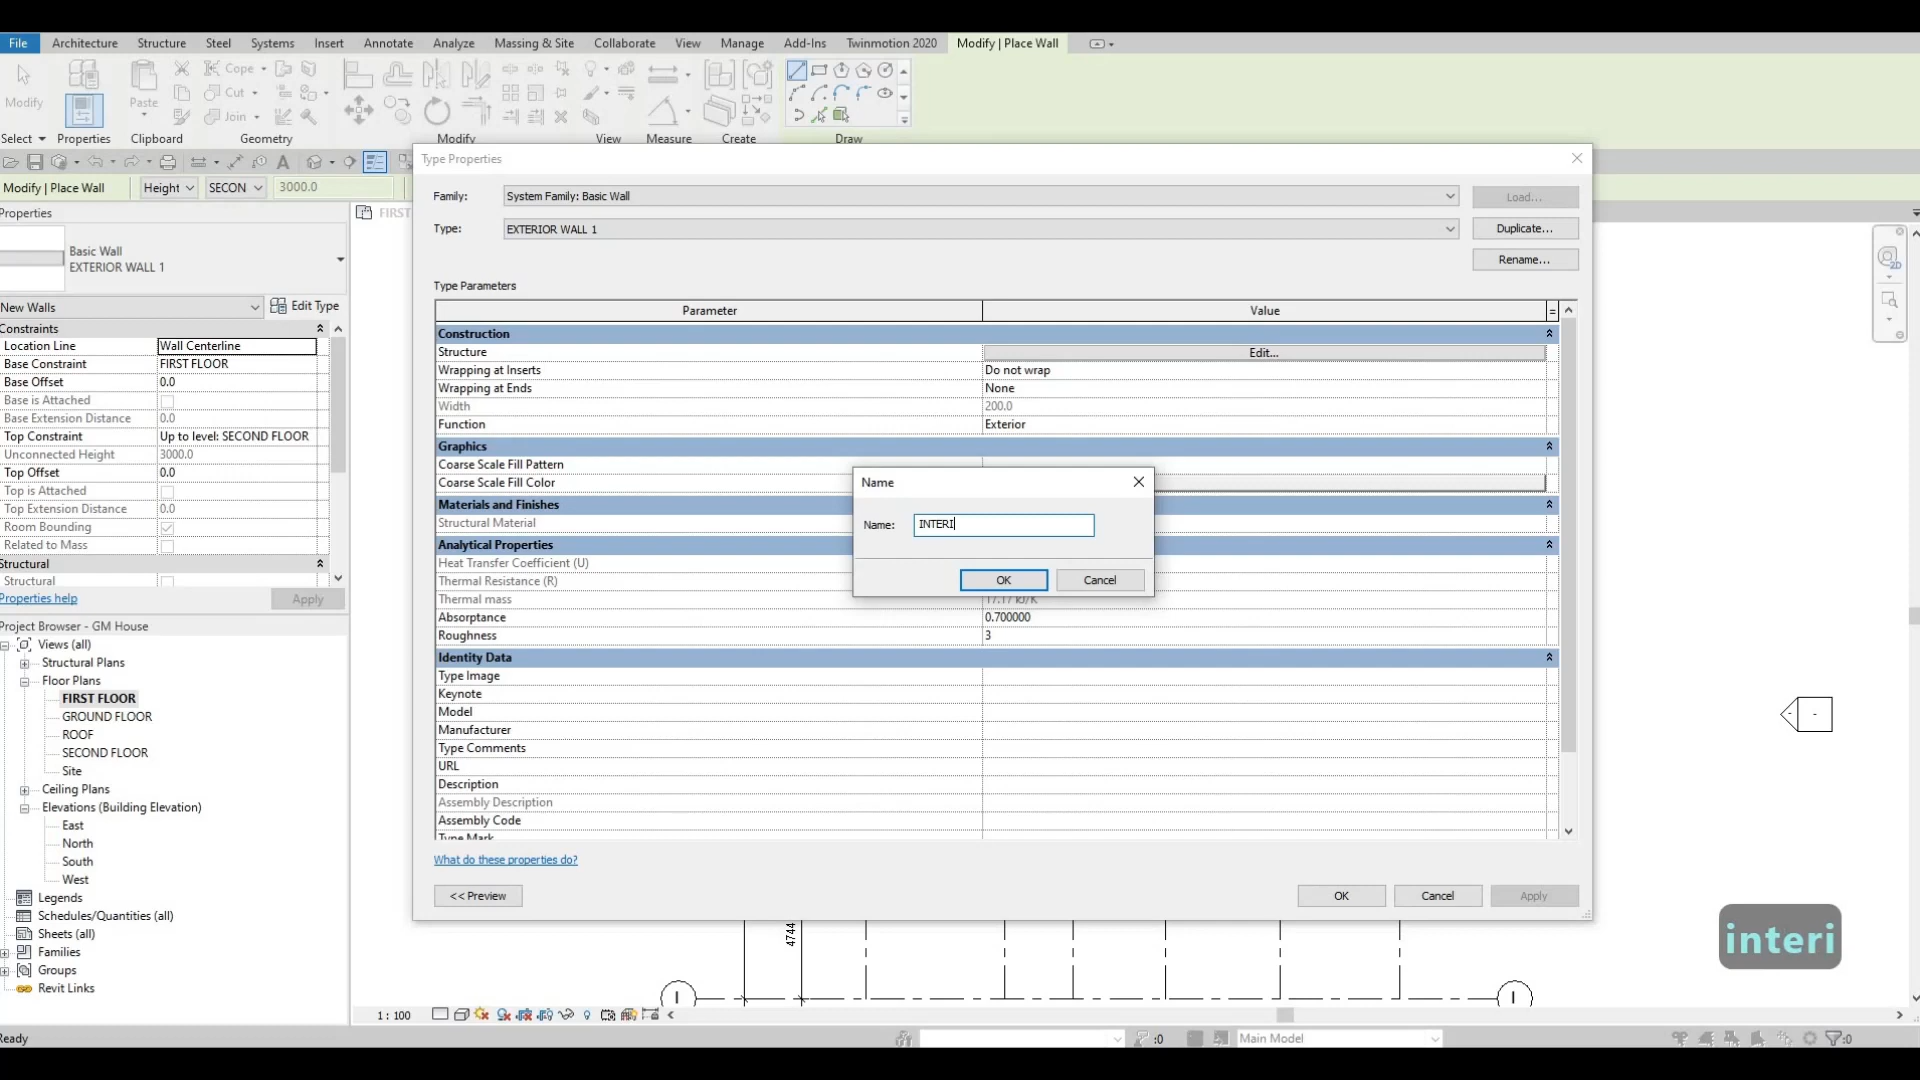 File Architecture Structure Steel Systems Insert Annotate Analyze Massing & Site Collaborate View Manage Add-Ins Twinmotion 2020 Modify | Place Wall
Cope
Modify Paste Cut
Join
Select Properties Clipboard Geometry Modify View Measure Create Draw
Modify | Place Wall Height SECON 3000.0
Type Properties
Family: System Family: Basic Wall Load...
Type: EXTERIOR WALL 1 Duplicate...
Rename...
Type Parameters
Parameter Value =
Construction
Structure Edit...
Wrapping at Inserts Do not wrap
Wrapping at Ends None
Width 200.0
Function Exterior
Graphics
Coarse Scale Fill Pattern
Coarse Scale Fill Color
Materials and Finishes
Structural Material
Analytical Properties
Heat Transfer Coefficient (U)
Thermal Resistance (R)
Thermal mass 17.17 kJ/K
Absorptance 0.700000
Roughness 3
Identity Data
Type Image
Keynote
Model
Manufacturer
Type Comments
URL
Description
Assembly Description
Assembly Code
Type Mark
What do these properties do?
<< Preview OK Cancel Apply
Name
Name: INTERI
OK Cancel
Properties
FIRST
Basic Wall
EXTERIOR WALL 1
New Walls Edit Type
Constraints
Location Line Wall Centerline
Base Constraint FIRST FLOOR
Base Offset 0.0
Base is Attached
Base Extension Distance 0.0
Top Constraint Up to level: SECOND FLOOR
Unconnected Height 3000.0
Top Offset 0.0
Top is Attached
Top Extension Distance 0.0
Room Bounding
Related to Mass
Structural
Structural
Properties help Apply
Project Browser - GM House
Views (all)
Structural Plans
Floor Plans
FIRST FLOOR
GROUND FLOOR
ROOF
SECOND FLOOR
Site
Ceiling Plans
Elevations (Building Elevation)
East
North
South
West
Legends
Schedules/Quantities (all)
Sheets (all)
Families
Groups
Revit Links
2D
4744
I I
interi
1 : 100
Ready :0 Main Model :0